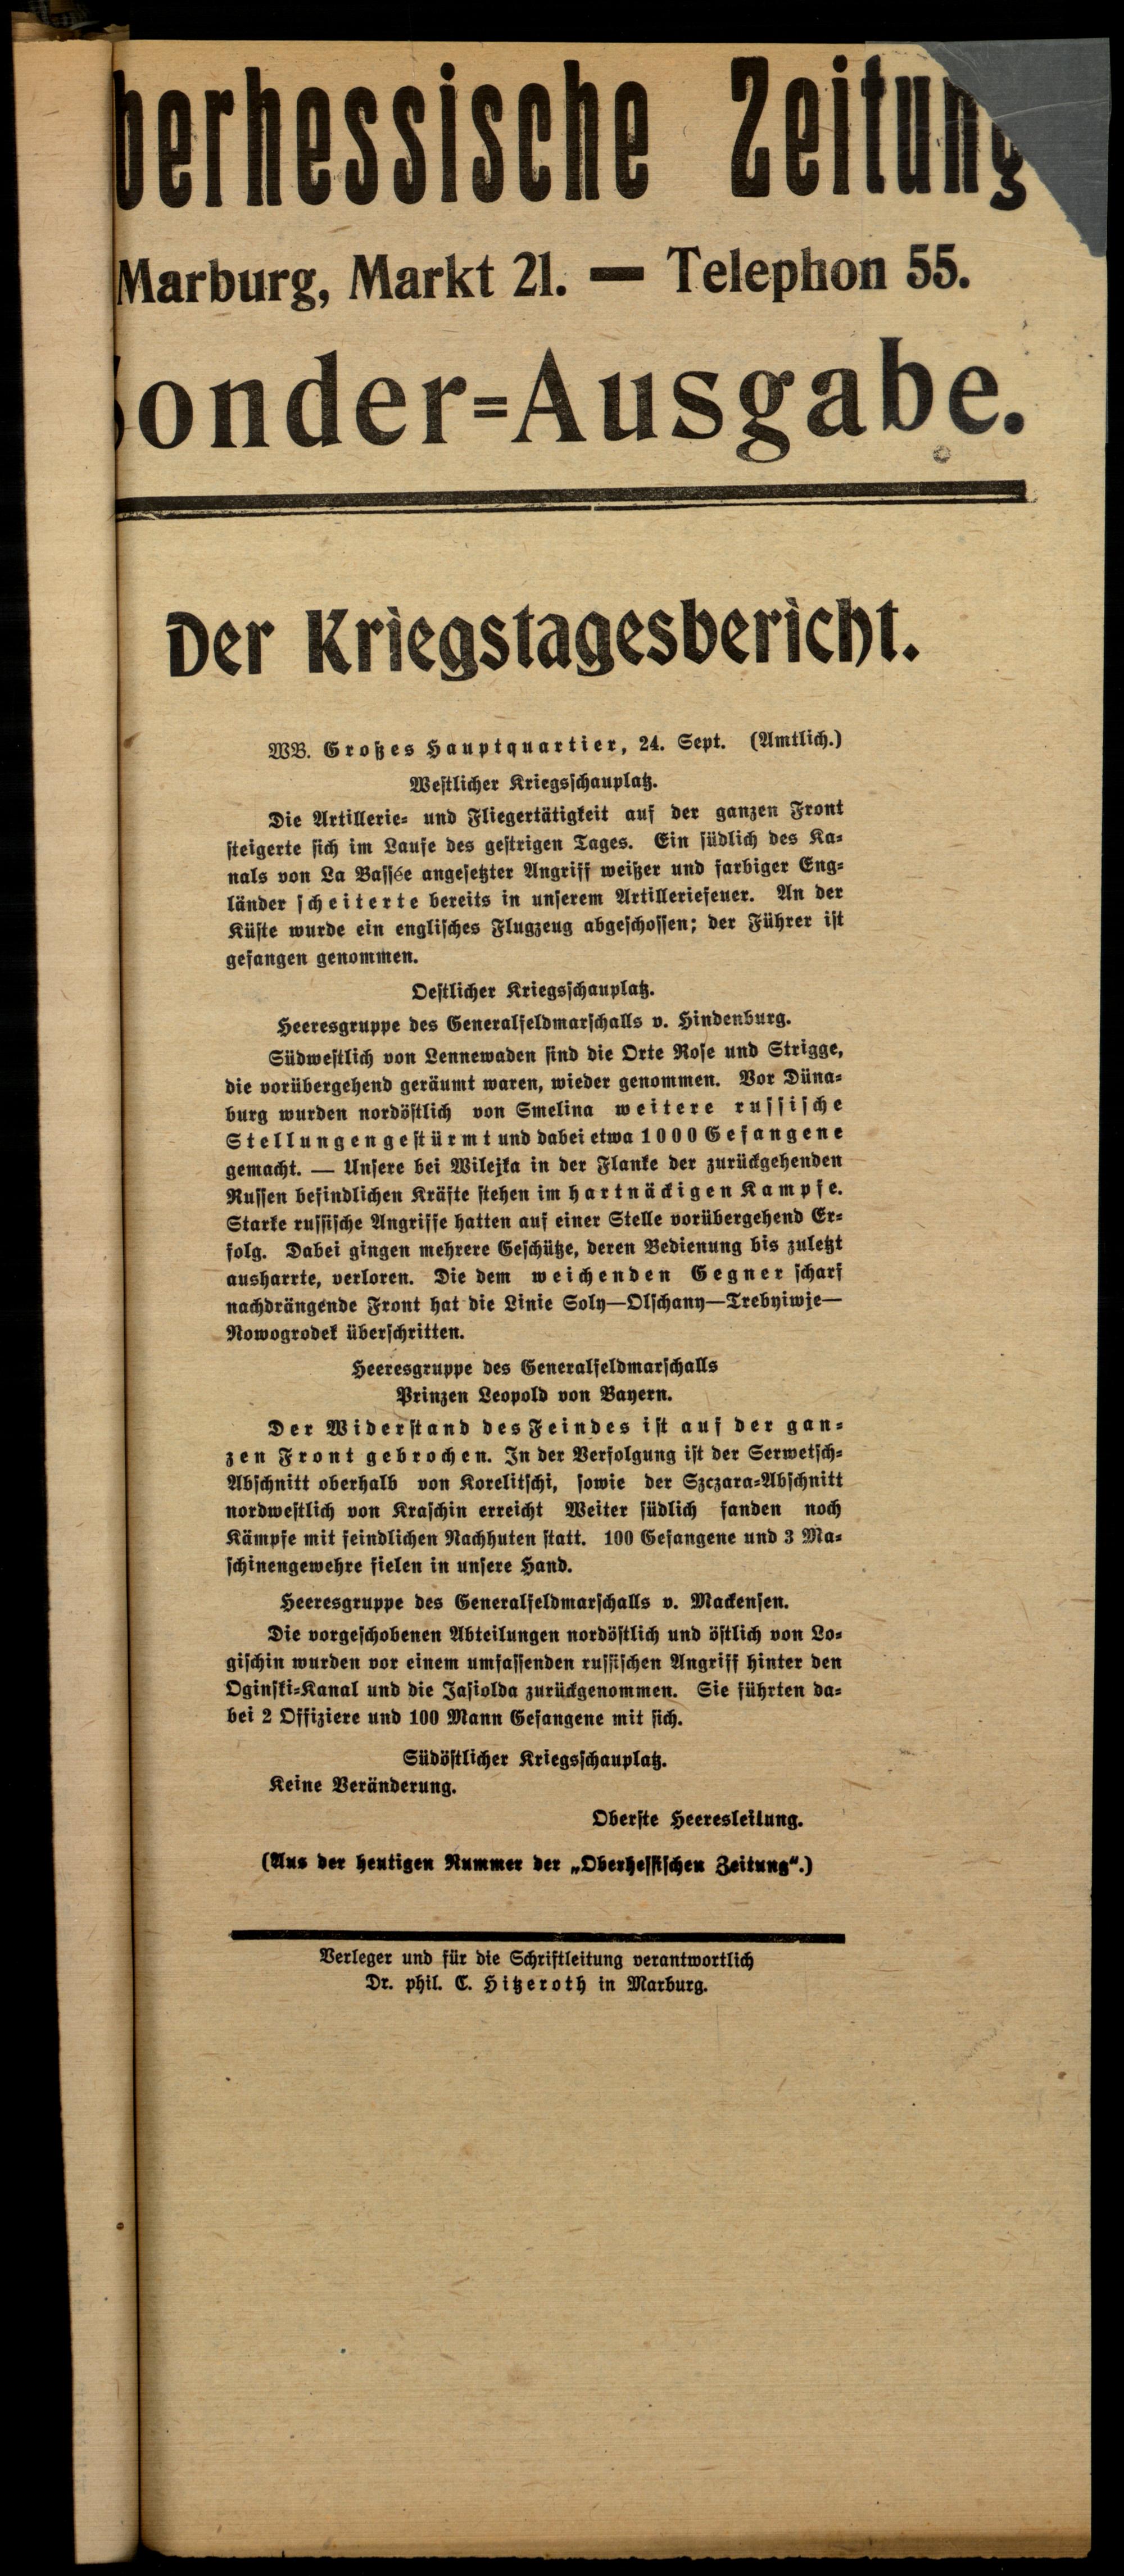 berhessische Zeitung
Marburg, Markt 21. — Telephon 55.
Sonder=Ausgabe.
Der Kriegstagesbericht.
WB. Großes Hauptquartier, 24. Sept. (Amtlich.)
Westlicher Kriegsschauplatz.
Die Artillerie- und Fliegertätigkeit auf der ganzen Front
steigerte sich im Laufe des gestrigen Tages. Ein südlich des Ka-
nals von La Bassée angesetzter Angriff weißer und farbiger Eng-
länder scheiterte bereits in unserem Artilleriefeuer. An der
Küste wurde ein englisches Flugzeug abgeschossen; der Führer ist
gefangen genommen.
Oestlicher Kriegsschauplatz.
Heeresgruppe des Generalfeldmarschalls v. Hindenburg.
Südwestlich von Lennewaden sind die Orte Rose und Strigge,
die vorübergehend geräumt waren, wieder genommen. Vor Düna-
burg wurden nordöstlich von Smelina weitere russische
Stellungen gestürmt und dabei etwa 1000 Gefangene
gemacht. — Unsere bei Wilejka in der Flanke der zurückgehenden
Russen befindlichen Kräfte stehen im hartnäckigen Kampfe.
Starke russische Angriffe hatten auf einer Stelle vorübergehend Er-
folg. Dabei gingen mehrere Geschütze, deren Bedienung bis zuletzt
ausharrte, verloren. Die dem weichenden Gegner scharf
nachdrängende Front hat die Linie Soly—Olschany—Trebyiwje—
Nowogrodek überschritten.
Heeresgruppe des Generalfeldmarschalls
Prinzen Leopold von Bayern.
Der Widerstand des Feindes ist auf der gan-
zen Front gebrochen. In der Verfolgung ist der Serwetsch-
Abschnitt oberhalb von Korelitschi, sowie der Szczara-Abschnitt
nordwestlich von Kraschin erreicht Weiter südlich fanden noch
Kämpfe mit feindlichen Nachhuten statt. 100 Gefangene und 3 Ma-
schinengewehre fielen in unsere Hand.
Heeresgruppe des Generalfeldmarschalls v. Mackensen.
Die vorgeschobenen Abteilungen nordöstlich und östlich von Lo-
gischin wurden vor einem umfassenden russischen Angriff hinter den
Oginski-Kanal und die Jasiolda zurückgenommen. Sie führten da-
bei 2 Offiziere und 100 Mann Gefangene mit sich.
Südöstlicher Kriegsschauplatz.
Keine Veränderung.
Oberste Heeresleitung.
(Aus der heutigen Nummer der „Oberhessischen Zeitung“.)
Verleger und für die Schriftleitung verantwortlich
Dr. phil. C. Hitzeroth in Marburg.